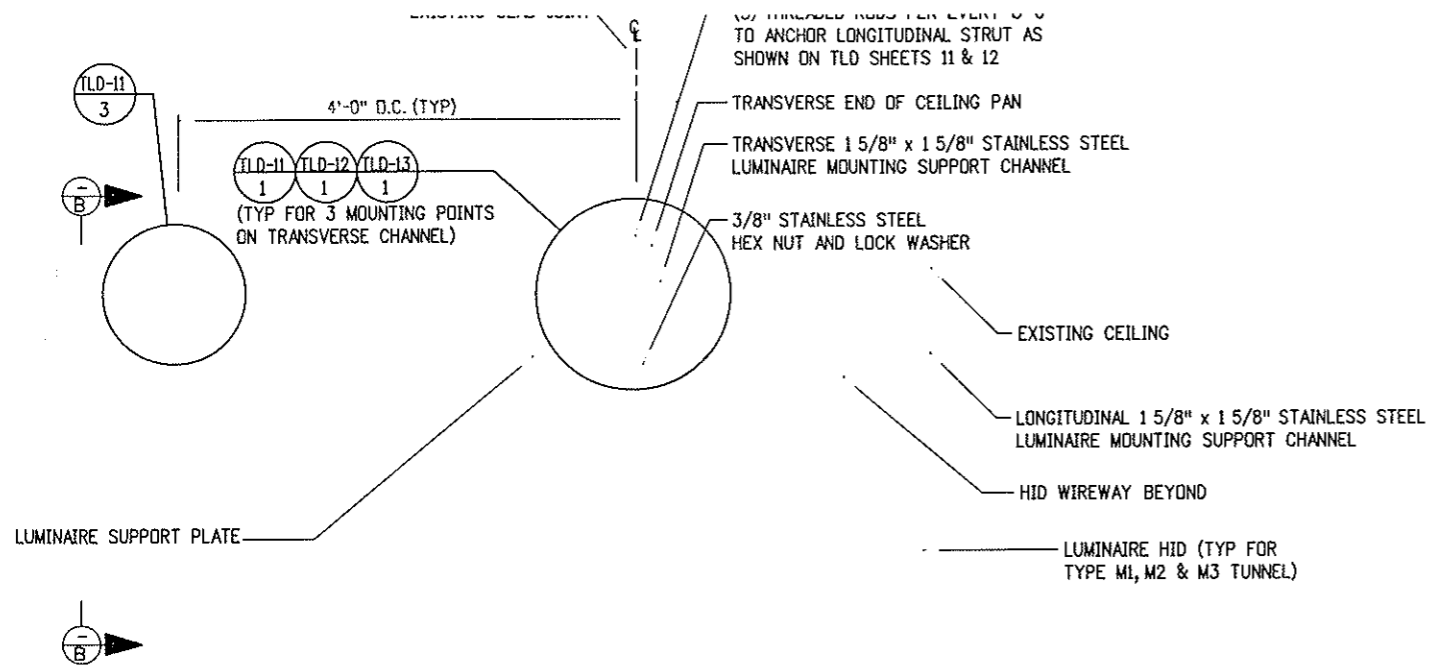 TO ANCHOR LONGITUDINAL STRUT AS
SHOWN ON TLD SHEETS 11 & 12
TLD-11
3
4'-0" O.C. (TYP)
TRANSVERSE END OF CEILING PAN
TRANSVERSE 1 5/8" x 1 5/8" STAINLESS STEEL
LUMINAIRE MOUNTING SUPPORT CHANNEL
TLD-11 TLD-12 TLD-13
1 1 1
(TYP FOR 3 MOUNTING POINTS
ON TRANSVERSE CHANNEL)
-
B
3/8" STAINLESS STEEL
HEX NUT AND LOCK WASHER
EXISTING CEILING
LONGITUDINAL 1 5/8" x 1 5/8" STAINLESS STEEL
LUMINAIRE MOUNTING SUPPORT CHANNEL
HID WIREWAY BEYOND
LUMINAIRE SUPPORT PLATE
LUMINAIRE HID (TYP FOR
TYPE M1, M2 & M3 TUNNEL)
-
B